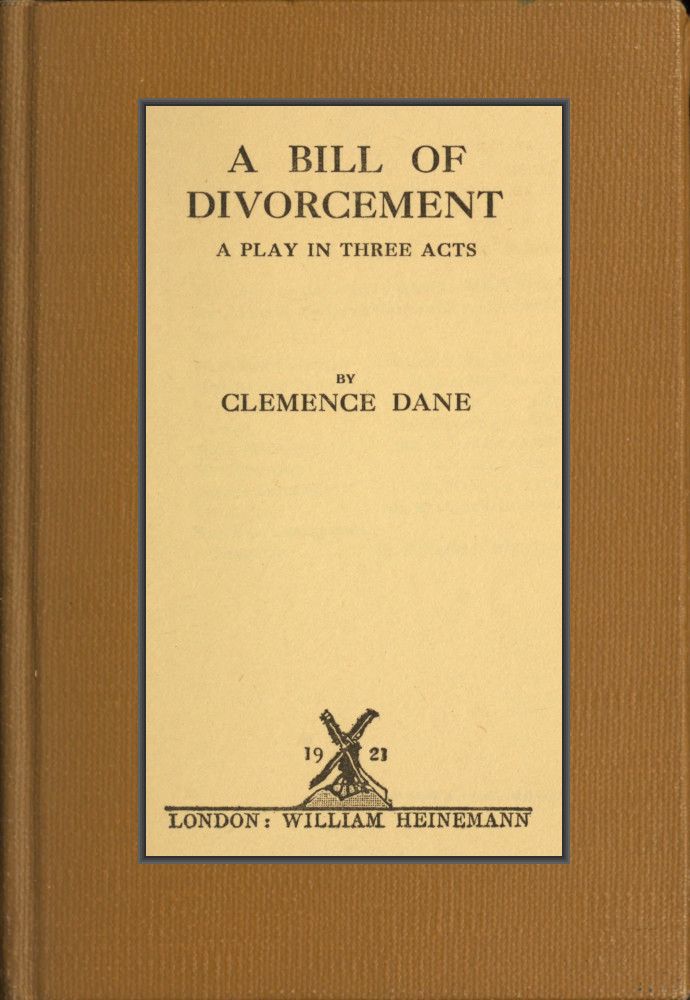 A BILL OF
DIVORCEMENT
A PLAY IN THREE ACTS
BY
CLEMENCE DANE
19 21
LONDON: WILLIAM HEINEMANN